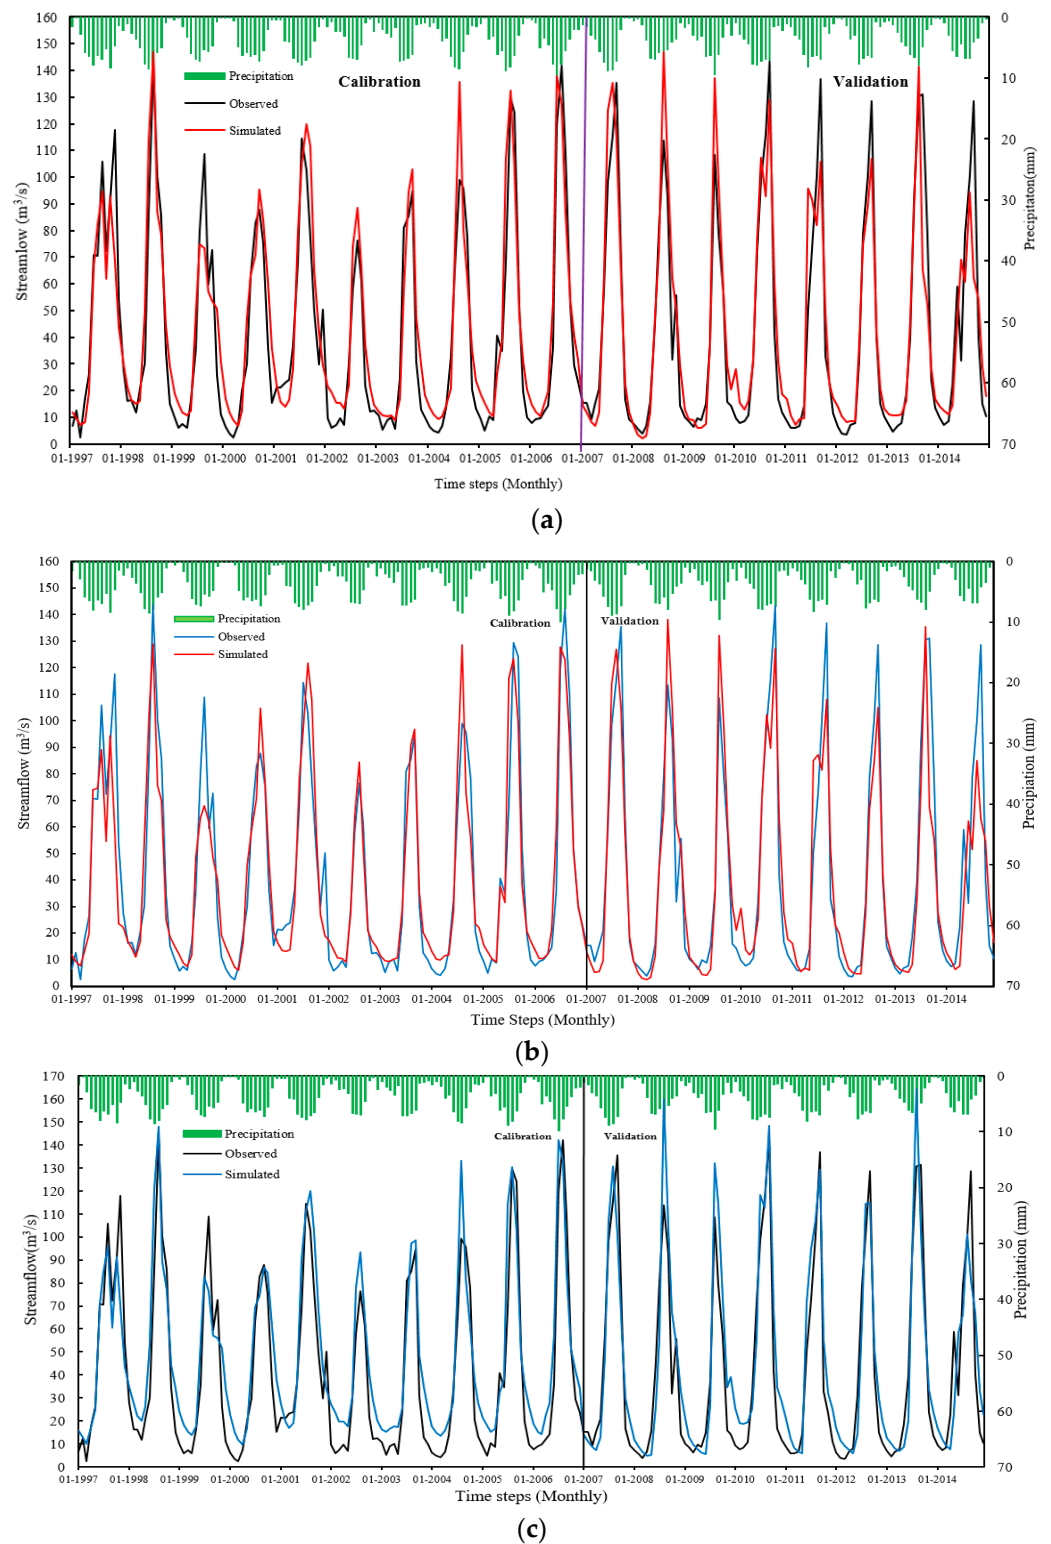 160
150
140
130
120
110
100
90
80
70
60
50
40
30
20
10
0
Streamlow (m³/s)
Precipitation
Observed
Simulated
Calibration
Validation
0
10
20
30
40
50
60
70
Precipitaton(mm)
01-1997 01-1998 01-1999 01-2000 01-2001 01-2002 01-2003 01-2004 01-2005 01-2006 01-2007 01-2008 01-2009 01-2010 01-2011 01-2012 01-2013 01-2014
Time steps (Monthly)
(a)
160
150
140
130
120
110
100
90
80
70
60
50
40
30
20
10
0
Streamflow (m³/s)
Precipitation
Observed
Simulated
Calibration
Validation
0
10
20
30
40
50
60
70
Precipiation (mm)
01-1997 01-1998 01-1999 01-2000 01-2001 01-2002 01-2003 01-2004 01-2005 01-2006 01-2007 01-2008 01-2009 01-2010 01-2011 01-2012 01-2013 01-2014
Time Steps (Monthly)
(b)
170
160
150
140
130
120
110
100
90
80
70
60
50
40
30
20
10
0
Streamflow(m³/s)
Precipitation
Observed
Simulated
Calibration
Validation
0
10
20
30
40
50
60
70
Precipitation (mm)
01-1997 01-1998 01-1999 01-2000 01-2001 01-2002 01-2003 01-2004 01-2005 01-2006 01-2007 01-2008 01-2009 01-2010 01-2011 01-2012 01-2013 01-2014
Time steps (Monthly)
(c)